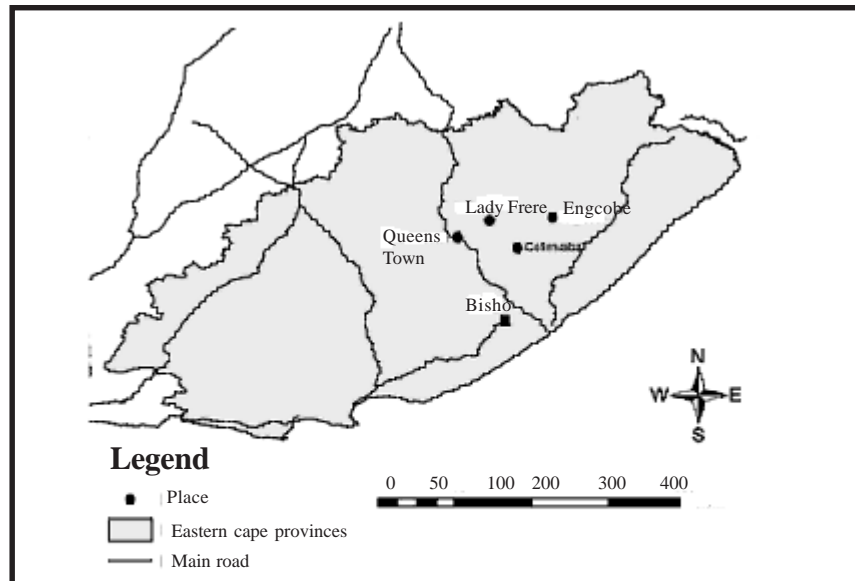 Lady Frere
Engcobe
Queens
Town
Bisho
N
W
E
S
Legend
Place
Eastern cape provinces
Main road
0 50 100 200 300 400